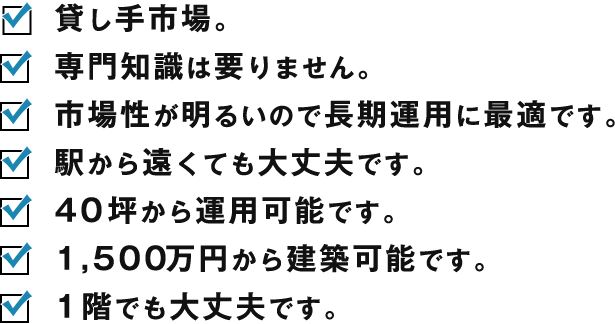 貸し手市場。
専門知識は要りません。
市場性が明るいので長期運用に最適です。
駅から遠くても大丈夫です。
40坪から運用可能です。
1,500万円から建築可能です。
1階でも大丈夫です。